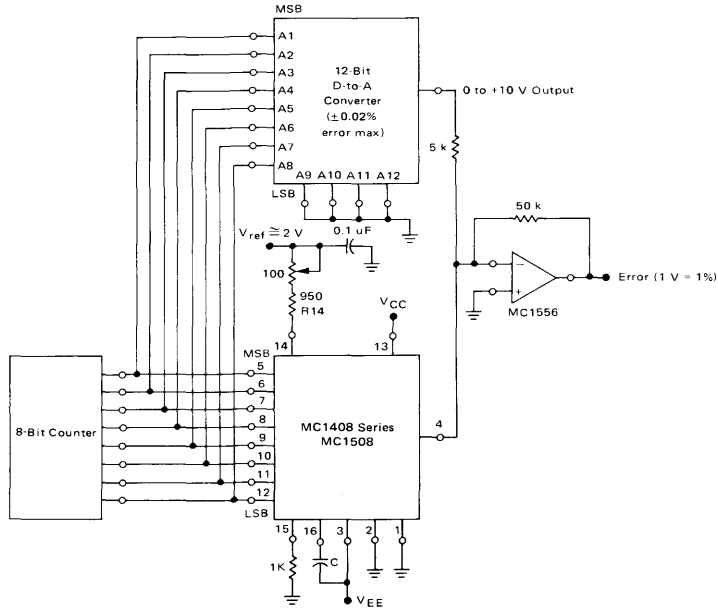 MSB
A1
A2
A3
A4
A5
A6
A7
A8
12-Bit
D-to-A
Converter
(±0.02%
error max)
A9 A10 A11 A12
LSB
0 to +10 V Output
5 k
50 k
Vref ≅ 2 V
0.1 uF
100
950
R14
VCC
−
+
MC1556
Error (1 V = 1%)
14
13
MSB
5
6
7
8
9
10
11
12
LSB
8-Bit Counter
MC1408 Series
MC1508
4
15
16
3
2
1
1K
C
VEE